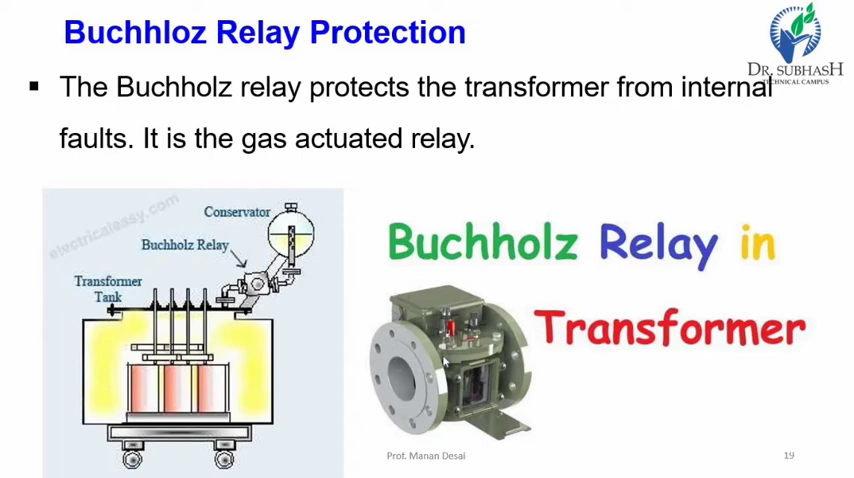 Buchhloz Relay Protection
DR. SUBHASH
TECHNICAL CAMPUS
▪ The Buchholz relay protects the transformer from internal
faults. It is the gas actuated relay.
electricaleasy.com
Conservator
Buchholz Relay
Transformer
Tank
Buchholz Relay in
Transformer
Prof. Manan Desai
19